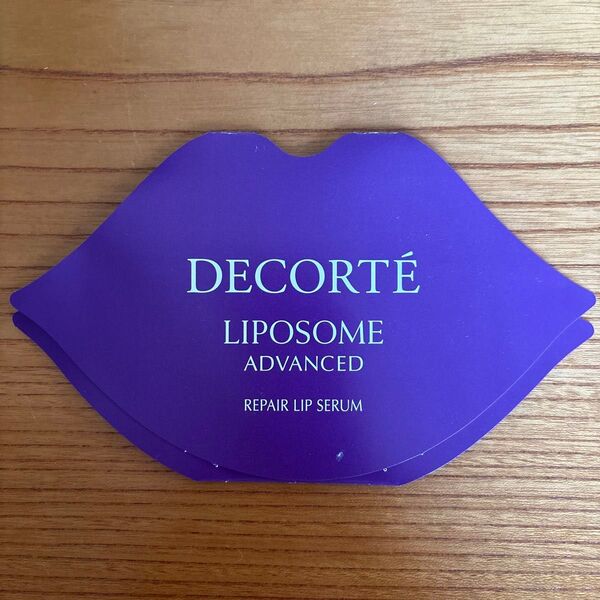 DECORTÉ
LIPOSOME
ADVANCED
REPAIR LIP SERUM